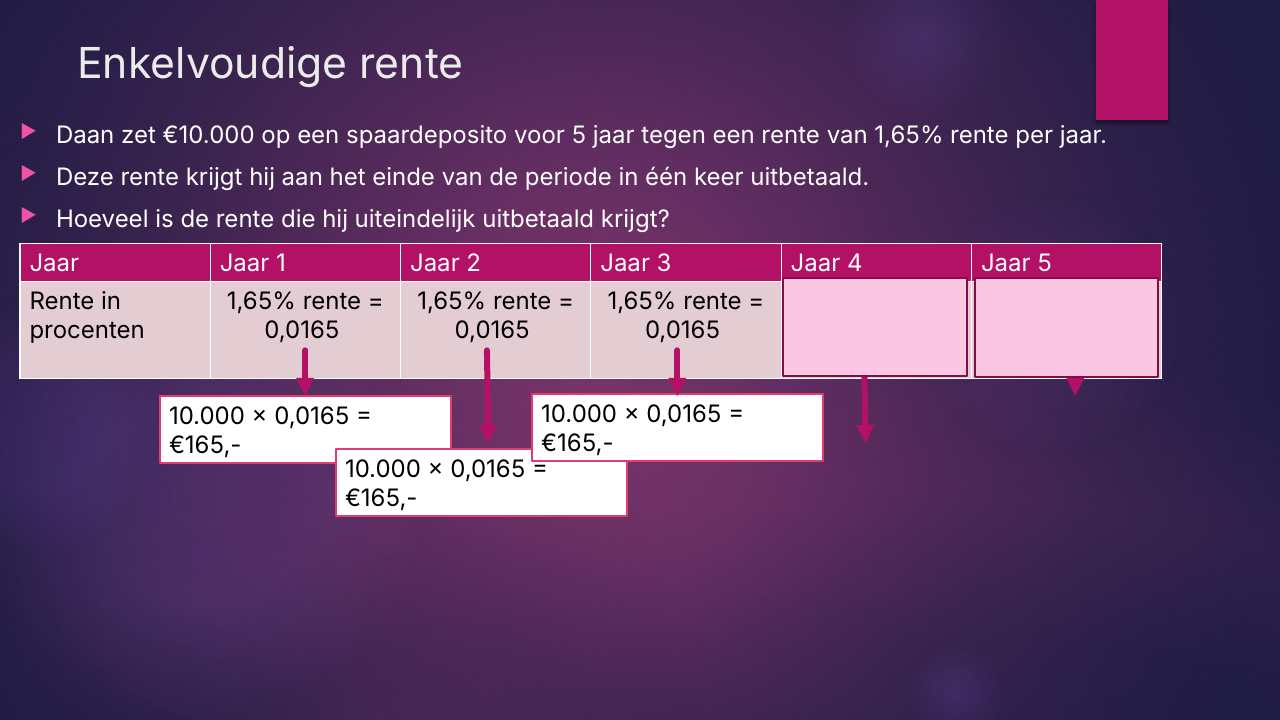 Enkelvoudige rente
Daan zet €10.000 op een spaardeposito voor 5 jaar tegen een rente van 1,65% rente per jaar.
Deze rente krijgt hij aan het einde van de periode in één keer uitbetaald.
Hoeveel is de rente die hij uiteindelijk uitbetaald krijgt?
Jaar Jaar 1 Jaar 2 Jaar 3 Jaar 4 Jaar 5
Rente in 1,65% rente = 1,65% rente = 1,65% rente =
procenten 0,0165 0,0165 0,0165
10.000 × 0,0165 =
€165,-
10.000 × 0,0165 =
€165,-
10.000 × 0,0165 =
€165,-